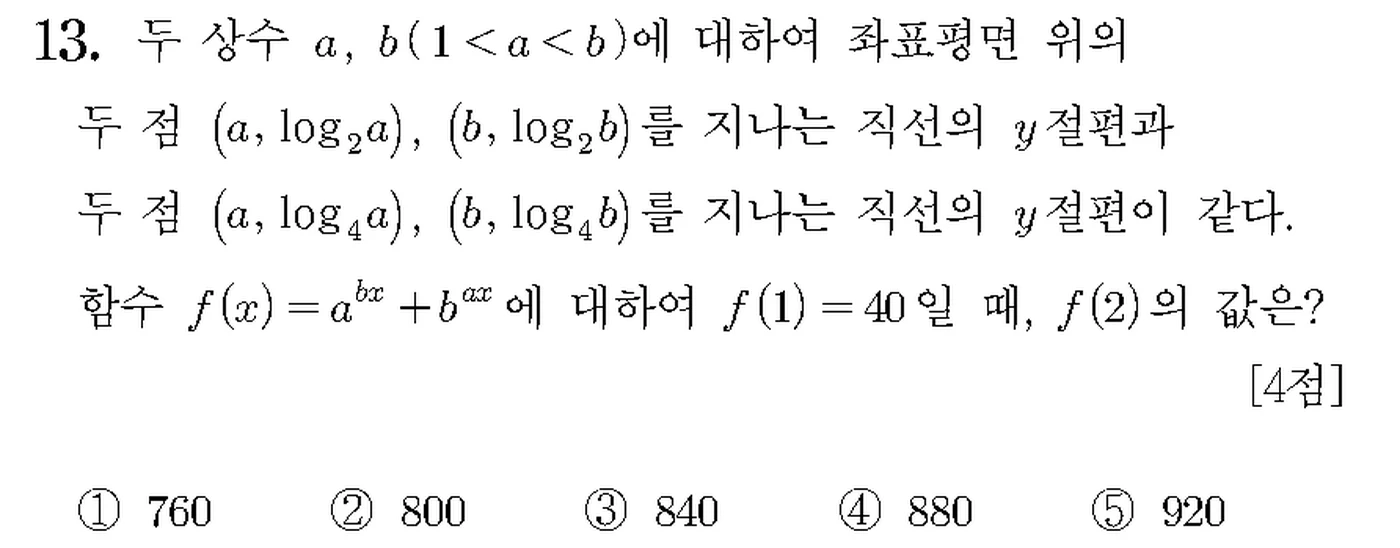 13. 두 상수 a, b(1<a<b)에 대하여 좌표평면 위의
두 점 (a, log₂a), (b, log₂b)를 지나는 직선의 y절편과
두 점 (a, log₄a), (b, log₄b)를 지나는 직선의 y절편이 같다.
함수 f(x)=a^{bx}+b^{ax}에 대하여 f(1)=40일 때, f(2)의 값은?
[4점]
① 760 ② 800 ③ 840 ④ 880 ⑤ 920